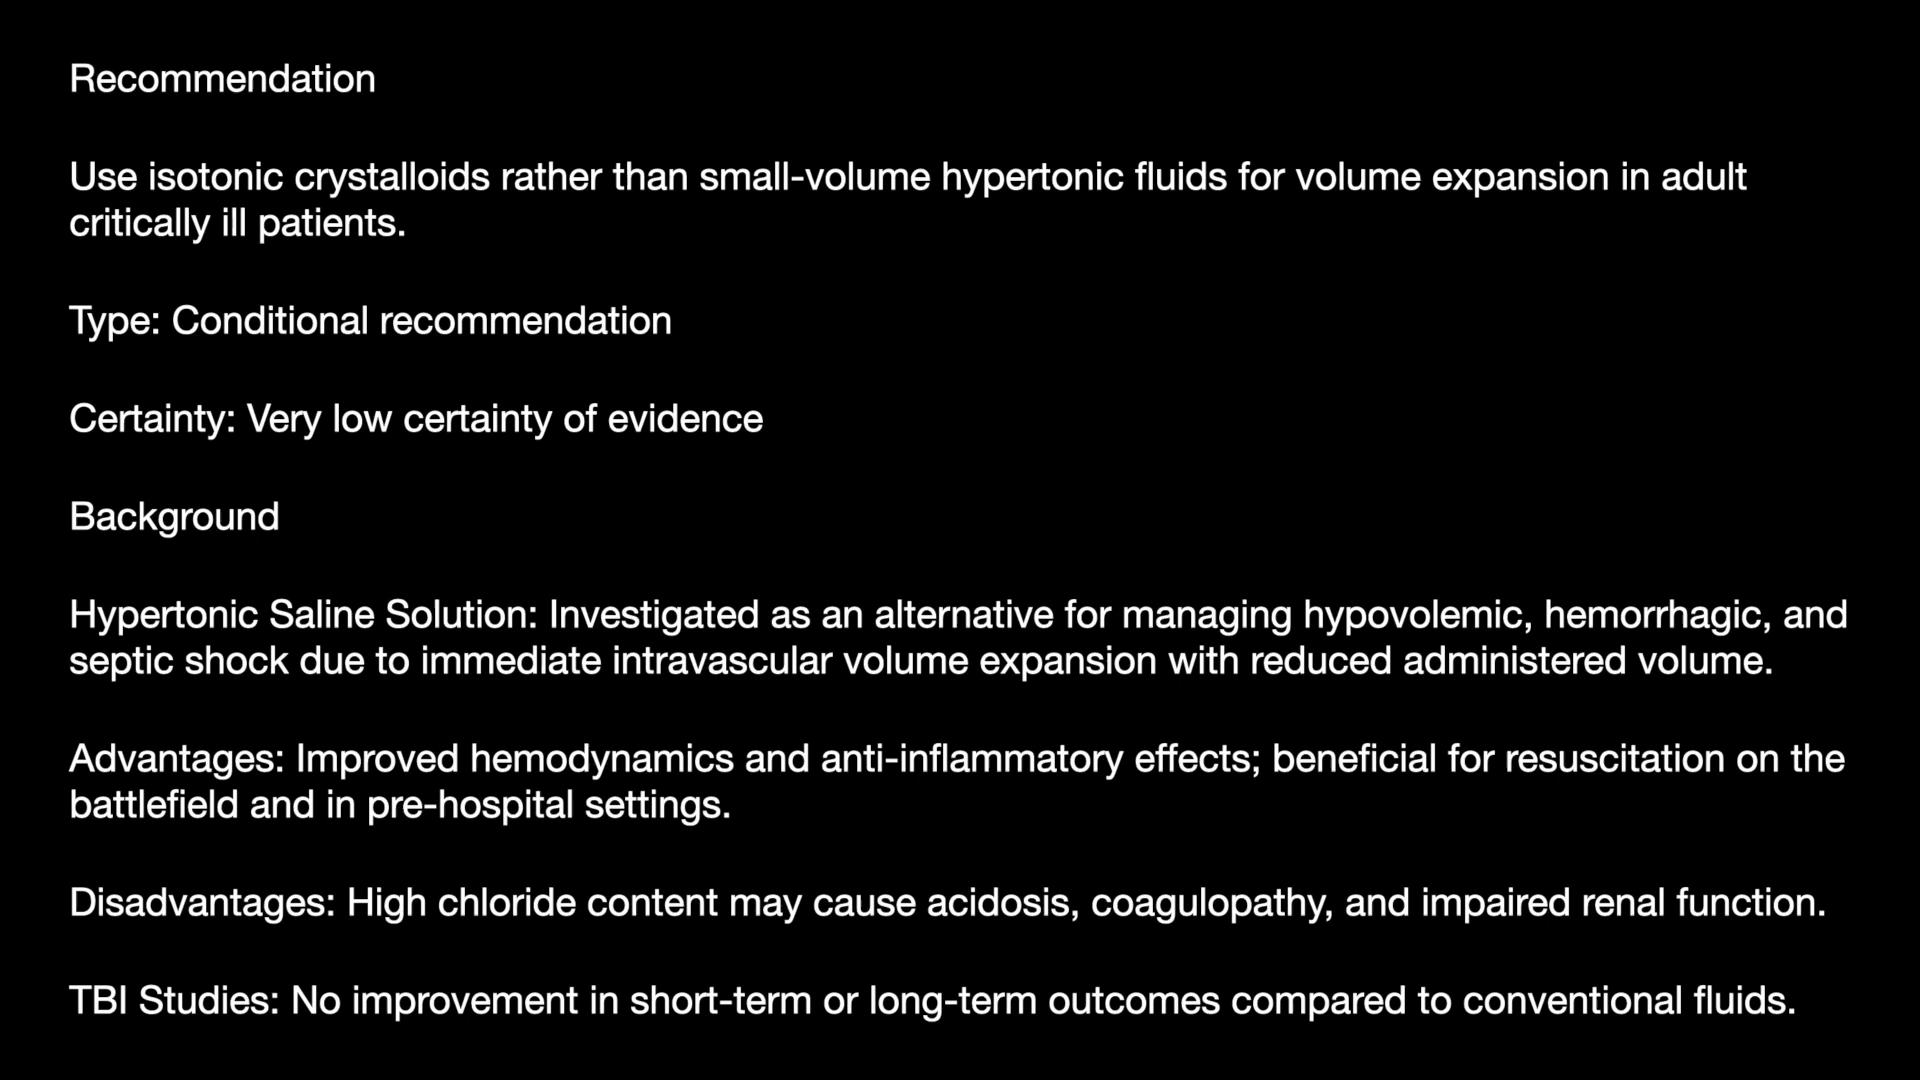 Recommendation
Use isotonic crystalloids rather than small-volume hypertonic fluids for volume expansion in adult
critically ill patients.
Type: Conditional recommendation
Certainty: Very low certainty of evidence
Background
Hypertonic Saline Solution: Investigated as an alternative for managing hypovolemic, hemorrhagic, and
septic shock due to immediate intravascular volume expansion with reduced administered volume.
Advantages: Improved hemodynamics and anti-inflammatory effects; beneficial for resuscitation on the
battlefield and in pre-hospital settings.
Disadvantages: High chloride content may cause acidosis, coagulopathy, and impaired renal function.
TBI Studies: No improvement in short-term or long-term outcomes compared to conventional fluids.